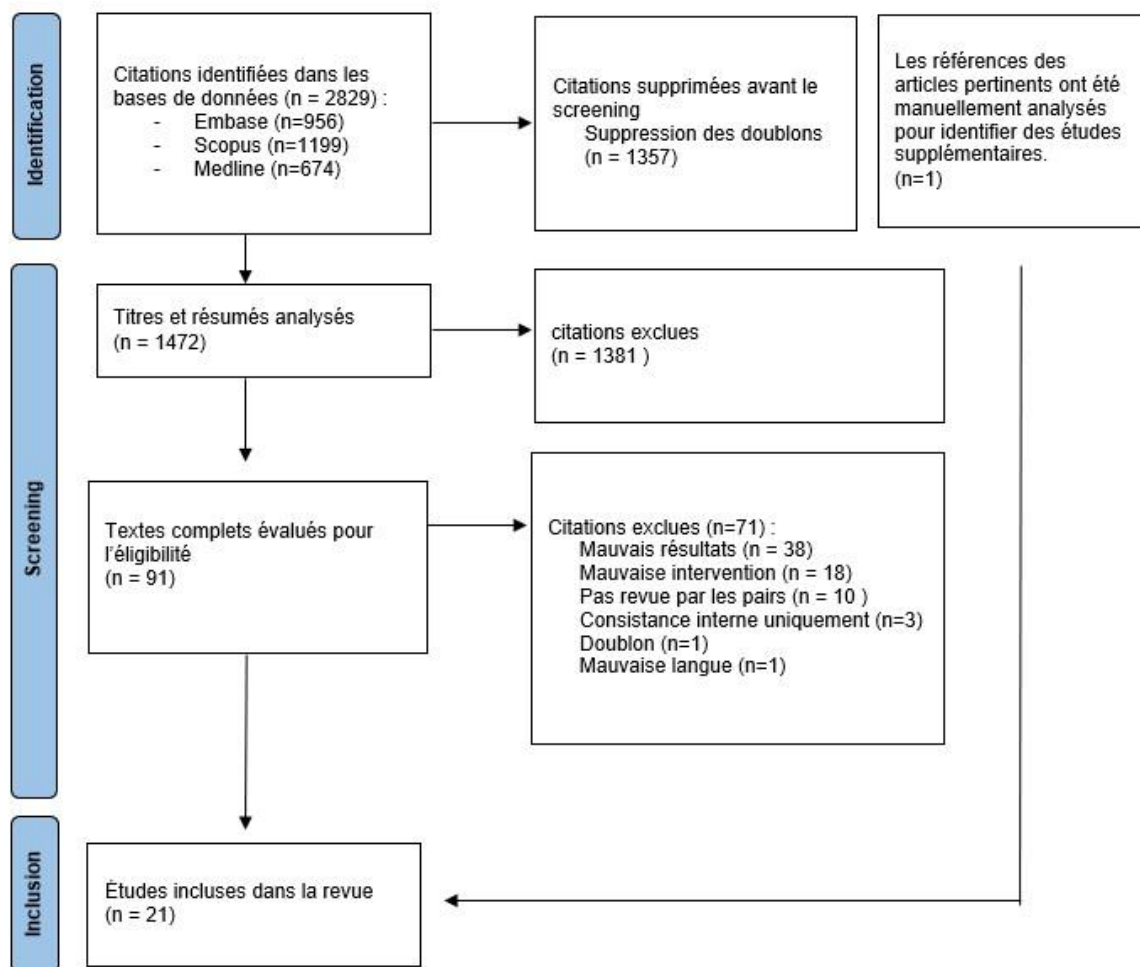 Identification
Citations identifiées dans les
bases de données (n = 2829) :
- Embase (n=956)
- Scopus (n=1199)
- Medline (n=674)
Citations supprimées avant le
screening
Suppression des doublons
(n = 1357)
Les références des
articles pertinents ont été
manuellement analysés
pour identifier des études
supplémentaires.
(n=1)
Screening
Titres et résumés analysés
(n = 1472)
citations exclues
(n = 1381 )
Textes complets évalués pour
l'éligibilité
(n = 91)
Citations exclues (n=71) :
Mauvais résultats (n = 38)
Mauvaise intervention (n = 18)
Pas revue par les pairs (n = 10 )
Consistance interne uniquement (n=3)
Doublon (n=1)
Mauvaise langue (n=1)
Inclusion
Études incluses dans la revue
(n = 21)